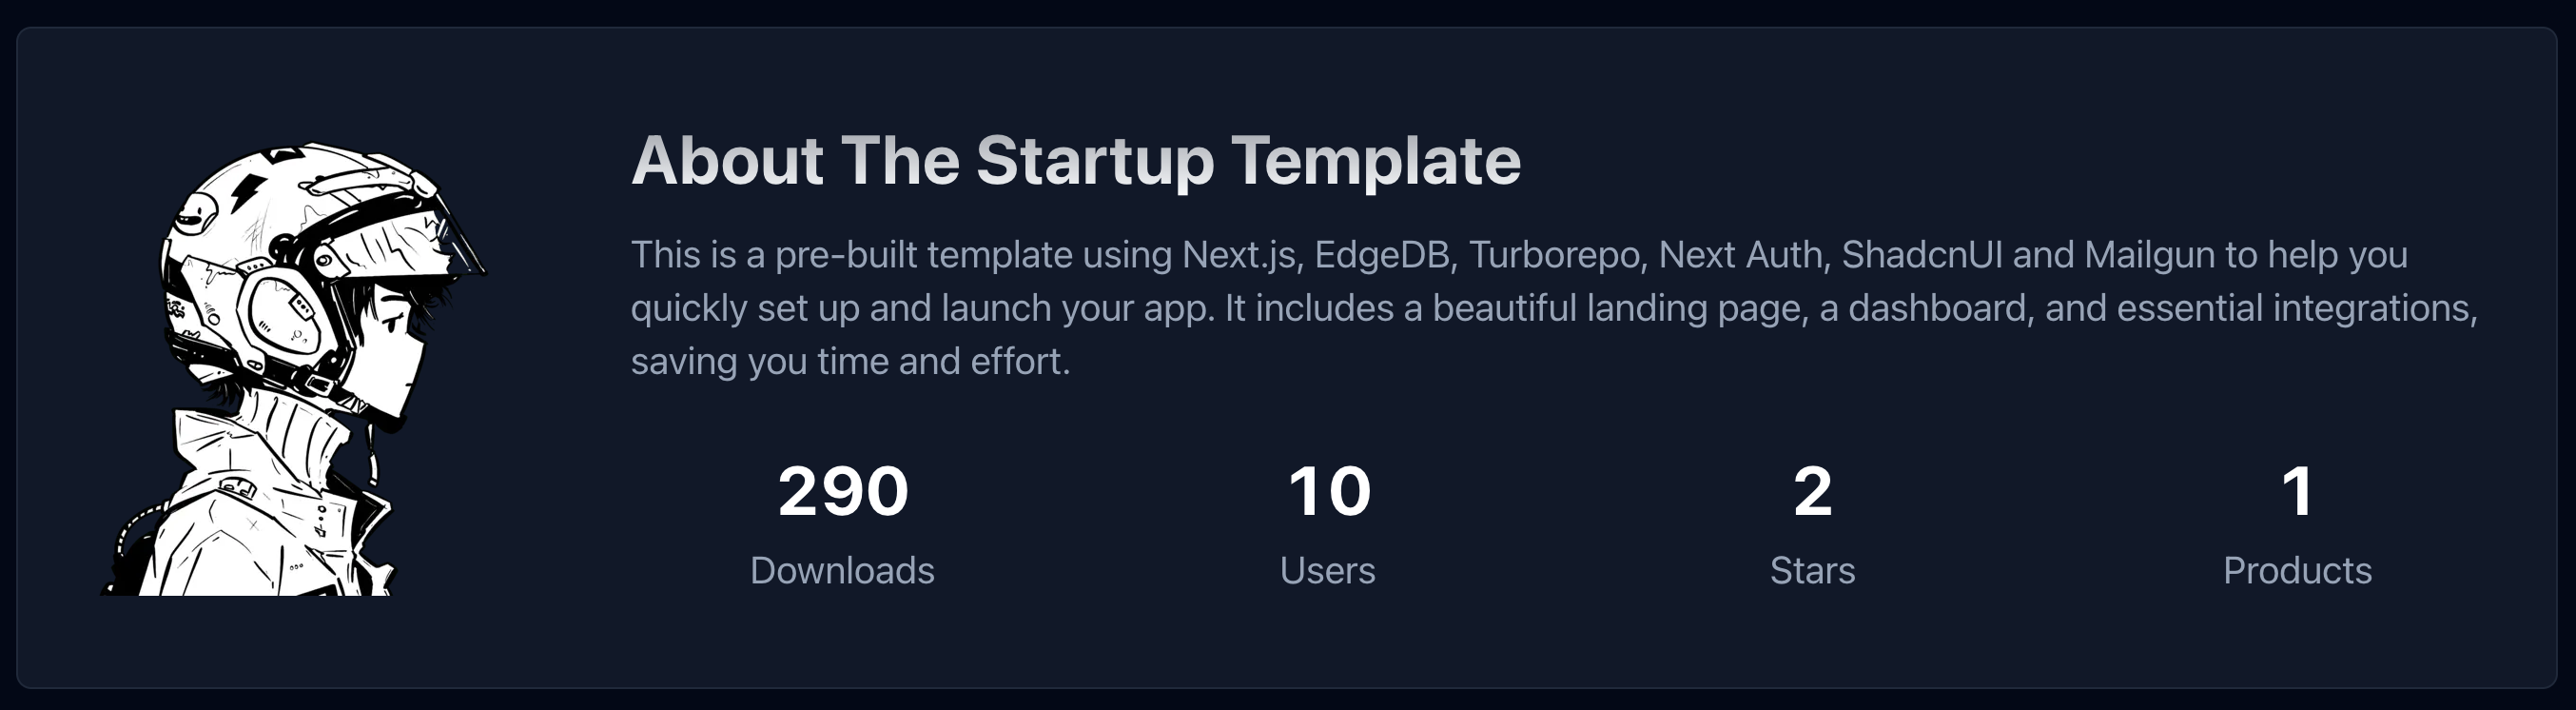 About The Startup Template
This is a pre-built template using Next.js, EdgeDB, Turborepo, Next Auth, ShadcnUI and Mailgun to help you
quickly set up and launch your app. It includes a beautiful landing page, a dashboard, and essential integrations,
saving you time and effort.
290 10 2 1
Downloads Users Stars Products